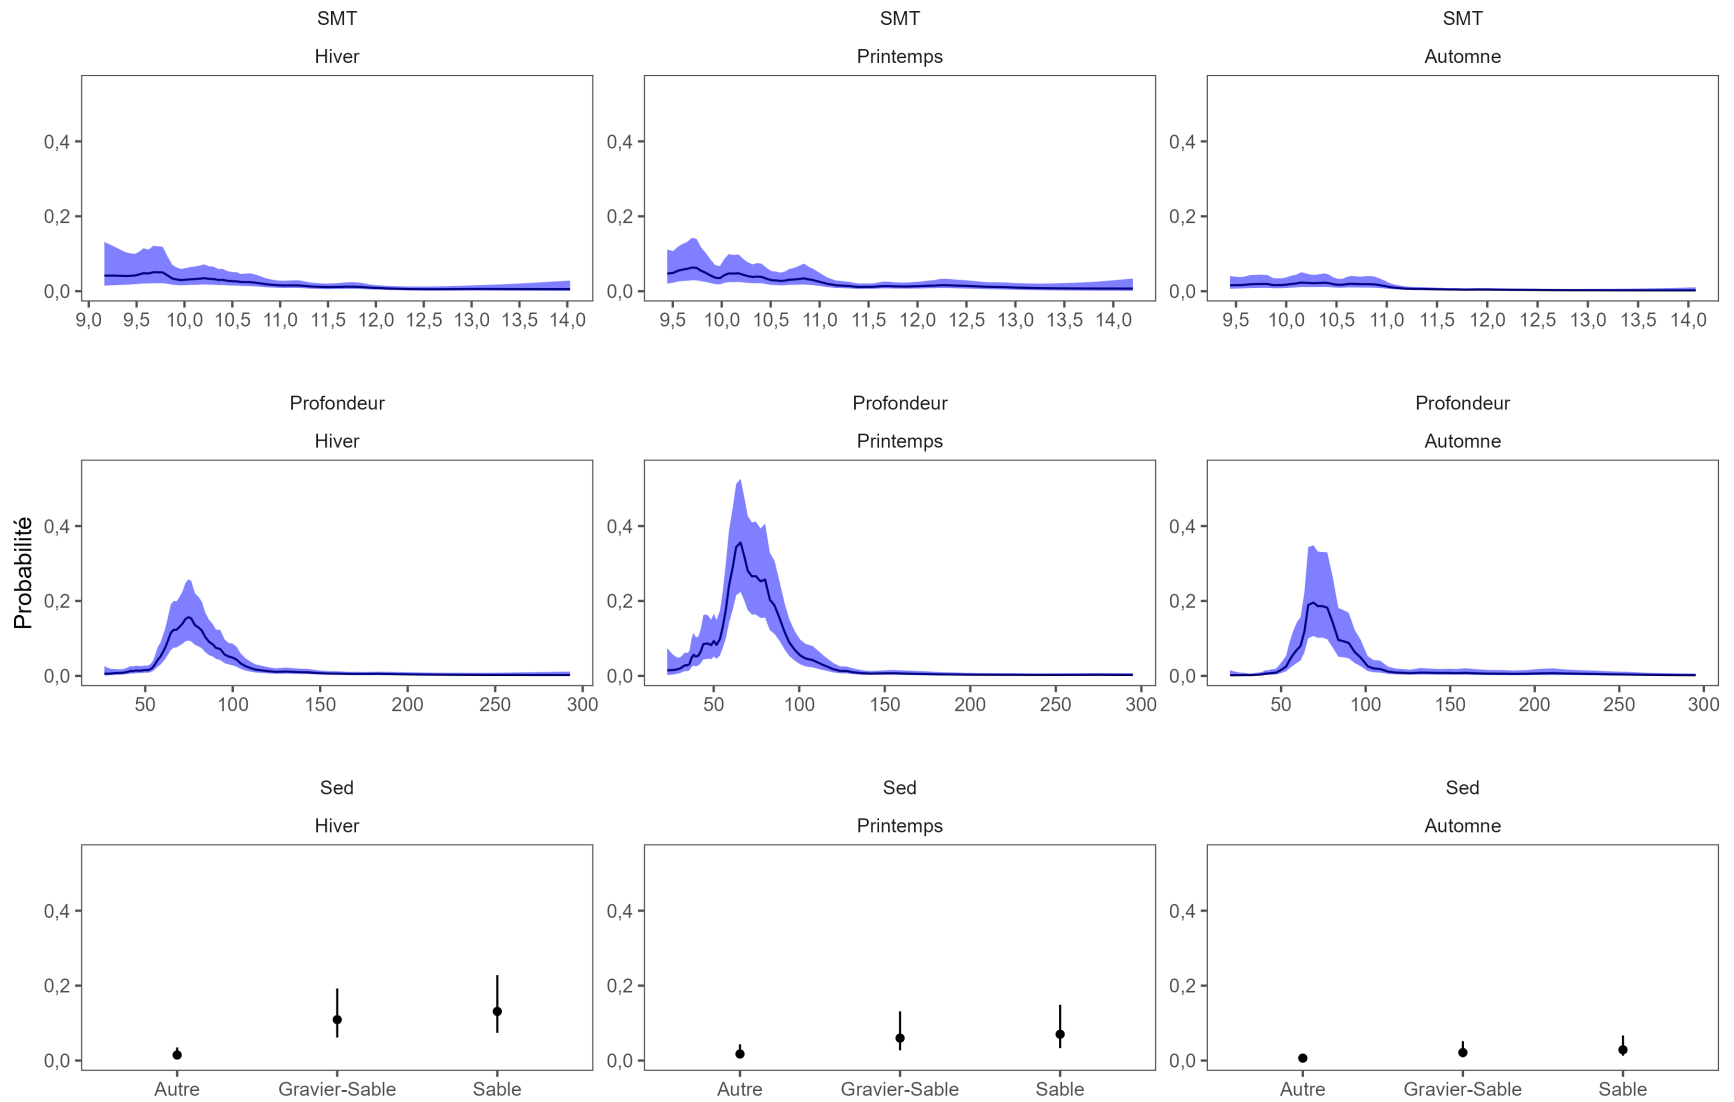 SMT SMT SMT
Hiver Printemps Automne
0,4 0,4 0,4
0,2 0,2 0,2
0,0 0,0 0,0
9,0 9,5 10,0 10,5 11,0 11,5 12,0 12,5 13,0 13,5 14,0 9,5 10,0 10,5 11,0 11,5 12,0 12,5 13,0 13,5 14,0 9,5 10,0 10,5 11,0 11,5 12,0 12,5 13,0 13,5 14,0
Profondeur Profondeur Profondeur
Hiver Printemps Automne
Probabilité
0,4 0,4 0,4
0,2 0,2 0,2
0,0 0,0 0,0
50 100 150 200 250 300 50 100 150 200 250 300 50 100 150 200 250 300
Sed Sed Sed
Hiver Printemps Automne
0,4 0,4 0,4
0,2 0,2 0,2
0,0 0,0 0,0
Autre Gravier-Sable Sable Autre Gravier-Sable Sable Autre Gravier-Sable Sable